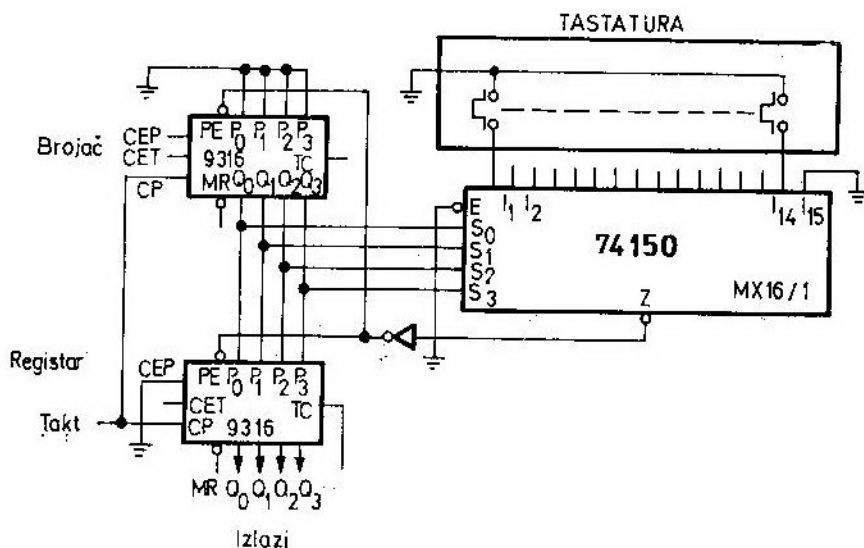 TASTATURA
Brojač
CEP
CET
CP
PE P0 P1 P2 P3
9316 TC
MR Q0 Q1 Q2 Q3
E I1 I2 I14 I15
S0
S1
S2
S3
74150
MX16/1
Z
Registar
CEP
Takt
PE P0 P1 P2 P3
CET TC
CP 9316
MR Q0 Q1 Q2 Q3
Izlazi